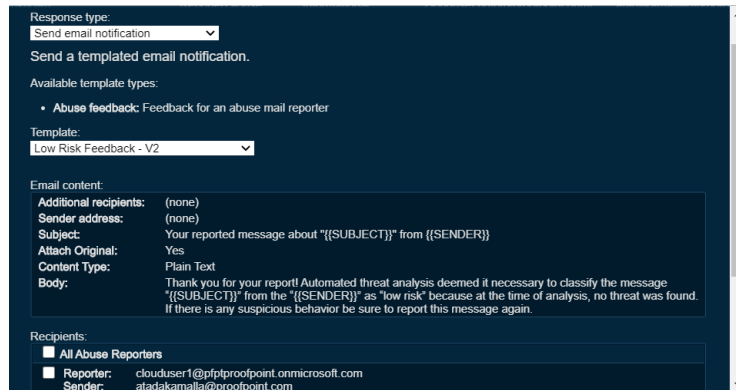 Response type:
Send email notification
Send a templated email notification.
Available template types:
• Abuse feedback: Feedback for an abuse mail reporter
Template:
Low Risk Feedback - V2
Email content:
Additional recipients: (none)
Sender address: (none)
Subject: Your reported message about "{{SUBJECT}}" from {{SENDER}}
Attach Original: Yes
Content Type: Plain Text
Body: Thank you for your report! Automated threat analysis deemed it necessary to classify the message
"{{SUBJECT}}" from the "{{SENDER}}" as "low risk" because at the time of analysis, no threat was found.
If there is any suspicious behavior be sure to report this message again.
Recipients:
All Abuse Reporters
Reporter: clouduser1@pfptproofpoint.onmicrosoft.com
Sender: atadakamalla@proofpoint.com